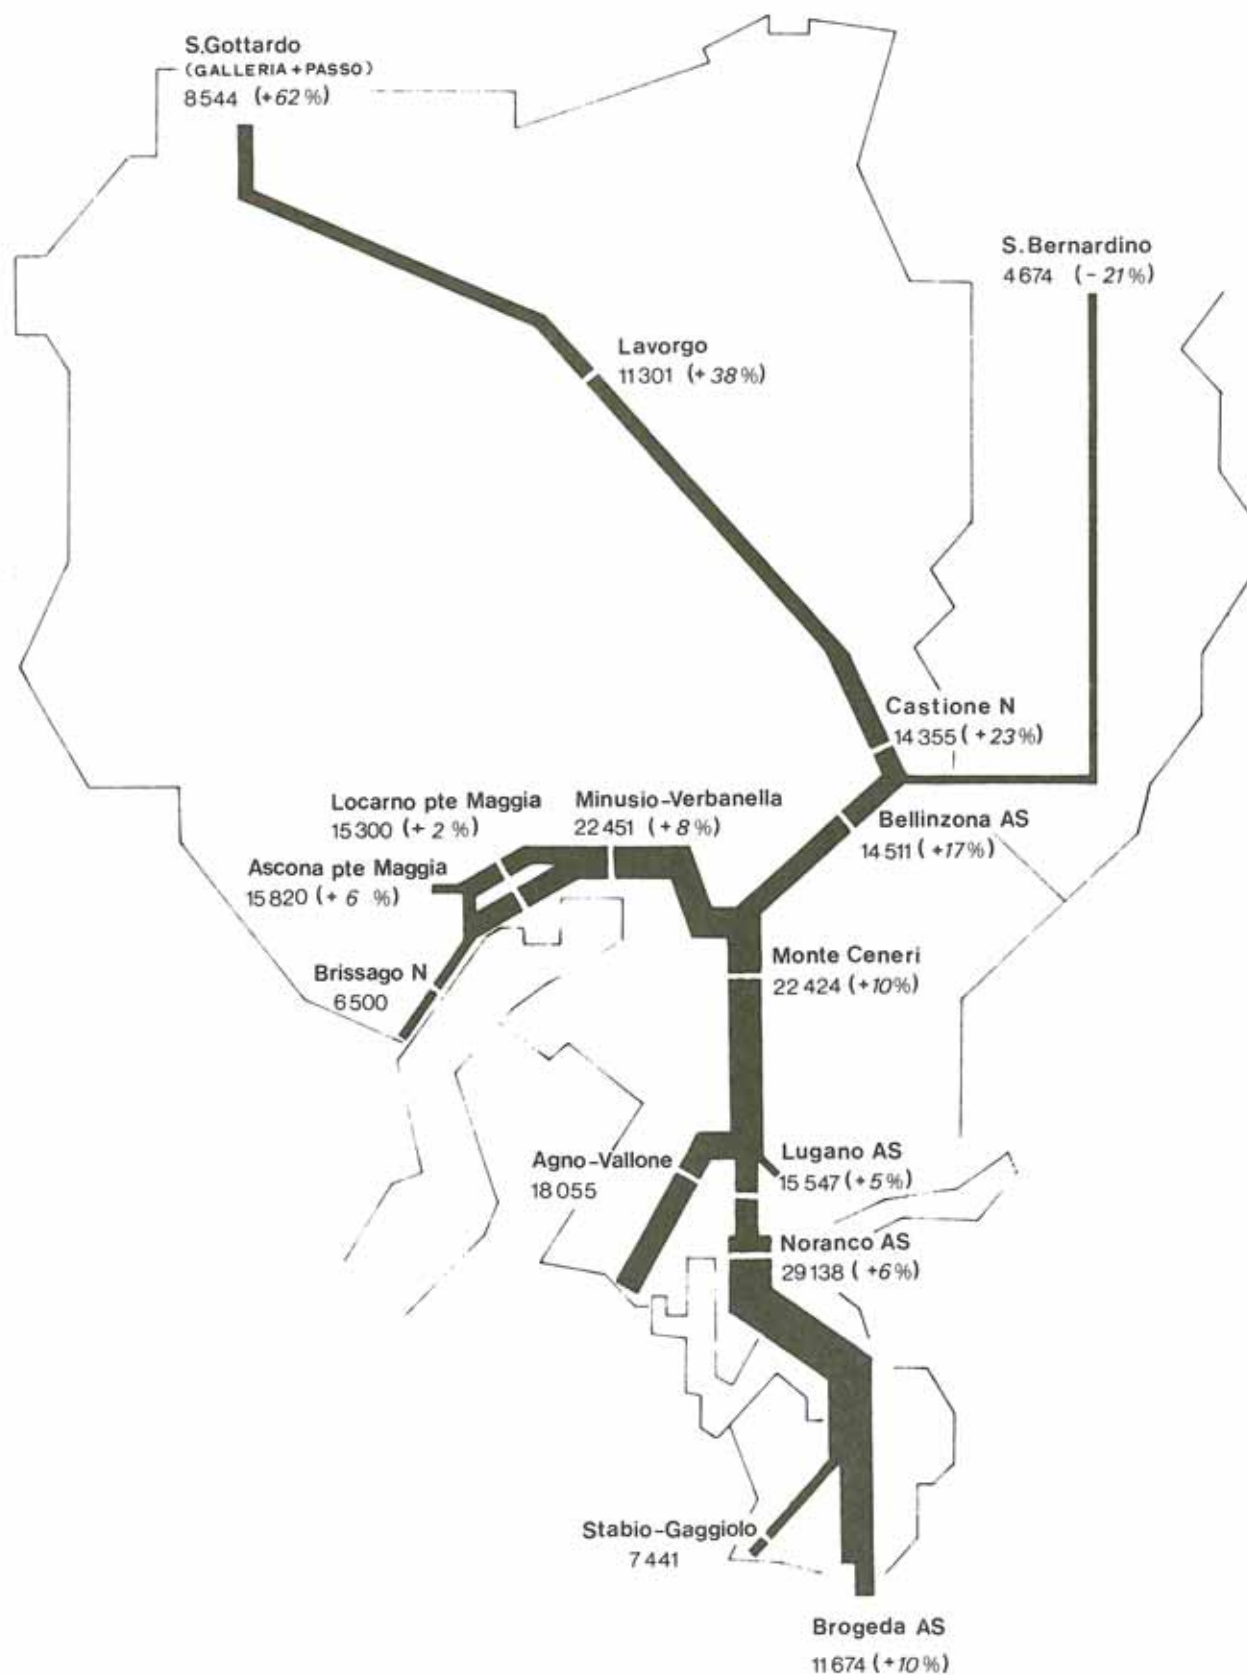 S.Gottardo
(GALLERIA + PASSO)
8544 (+62%)
S.Bernardino
4674 (- 21%)
Lavorgo
11301 (+38%)
Castione N
14355 (+23%)
Locarno pte Maggia
15300 (+ 2 %)
Minusio-Verbanella
22451 (+8%)
Bellinzona AS
14511 (+17%)
Ascona pte Maggia
15820 (+ 6 %)
Monte Ceneri
22424 (+10%)
Brissago N
6500
Agno-Vallone
18055
Lugano AS
15547 (+5%)
Noranco AS
29138 ( +6%)
Stabio-Gaggiolo
7441
Brogeda AS
11674 (+10%)